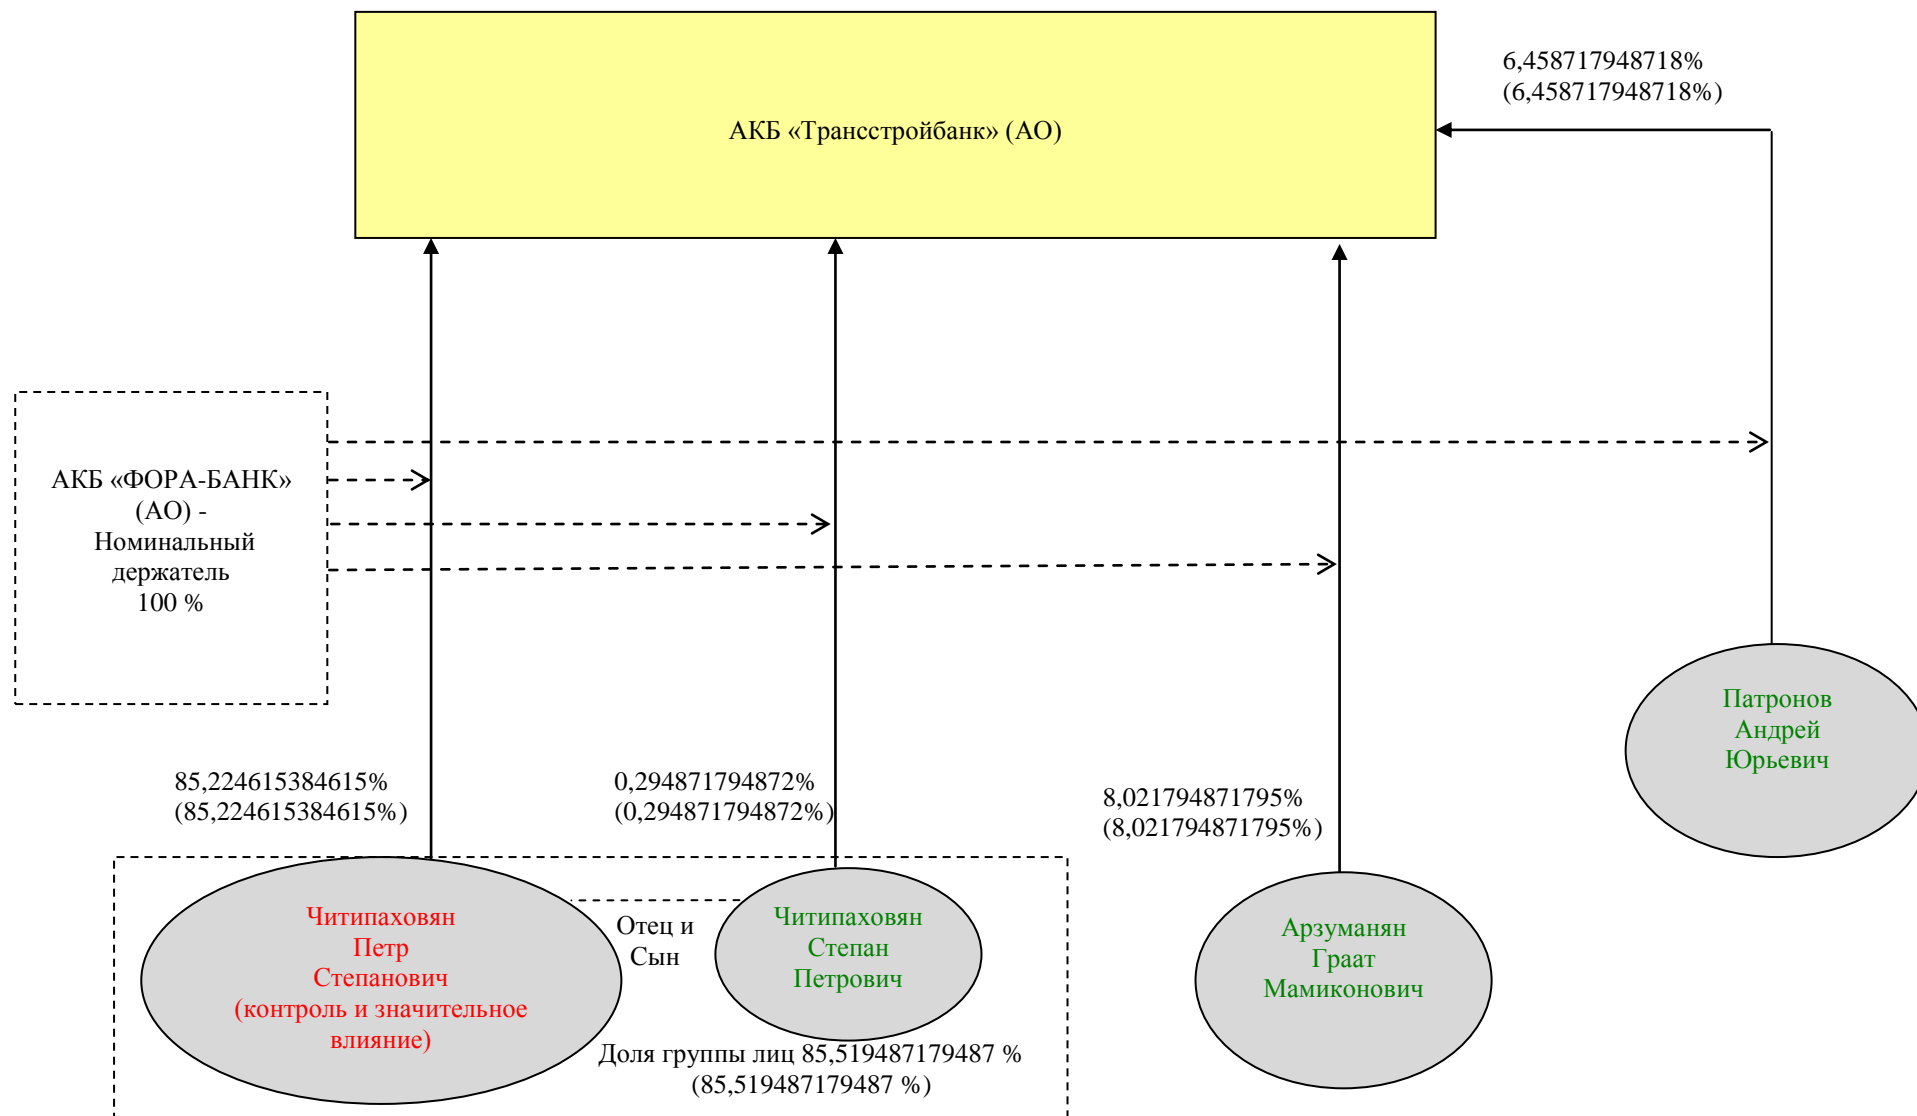 6,458717948718%
(6,458717948718%)
АКБ «Трансстройбанк» (АО)
АКБ «ФОРА-БАНК»
(АО) -
Номинальный
держатель
100 %
Патронов
Андрей
Юрьевич
85,224615384615%
(85,224615384615%)
0,294871794872%
(0,294871794872%)
8,021794871795%
(8,021794871795%)
Читипаховян
Петр
Степанович
(контроль и значительное
влияние)
Отец и
Сын
Читипаховян
Степан
Петрович
Арзуманян
Граат
Мамиконович
Доля группы лиц 85,519487179487 %
(85,519487179487 %)